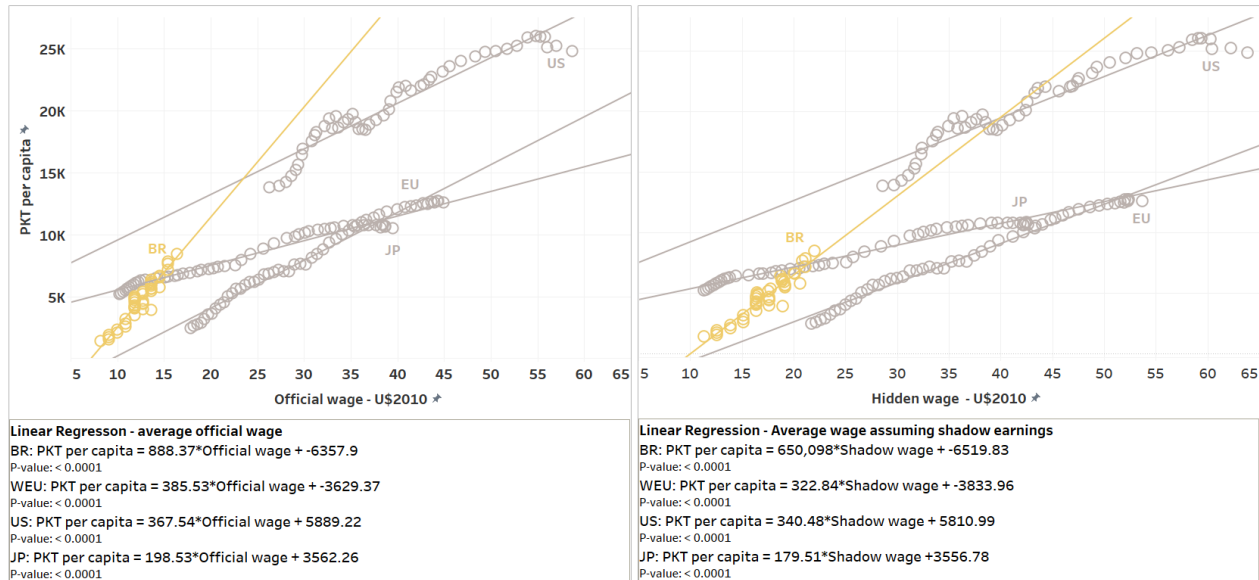 25K
20K
15K
10K
5K
PKT per capita
US
EU
JP
BR
5 10 15 20 25 30 35 40 45 50 55 60 65
Official wage - U$2010
US
JP
EU
BR
5 10 15 20 25 30 35 40 45 50 55 60 65
Hidden wage - U$2010
Linear Regresson - average official wage
BR: PKT per capita = 888.37*Official wage + -6357.9
P-value: < 0.0001
WEU: PKT per capita = 385.53*Official wage + -3629.37
P-value: < 0.0001
US: PKT per capita = 367.54*Official wage + 5889.22
P-value: < 0.0001
JP: PKT per capita = 198.53*Official wage + 3562.26
P-value: < 0.0001
Linear Regression - Average wage assuming shadow earnings
BR: PKT per capita = 650,098*Shadow wage + -6519.83
P-value: < 0.0001
WEU: PKT per capita = 322.84*Shadow wage + -3833.96
P-value: < 0.0001
US: PKT per capita = 340.48*Shadow wage + 5810.99
P-value: < 0.0001
JP: PKT per capita = 179.51*Shadow wage +3556.78
P-value: < 0.0001